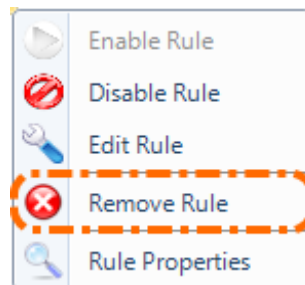 Enable Rule
Disable Rule
Edit Rule
Remove Rule
Rule Properties